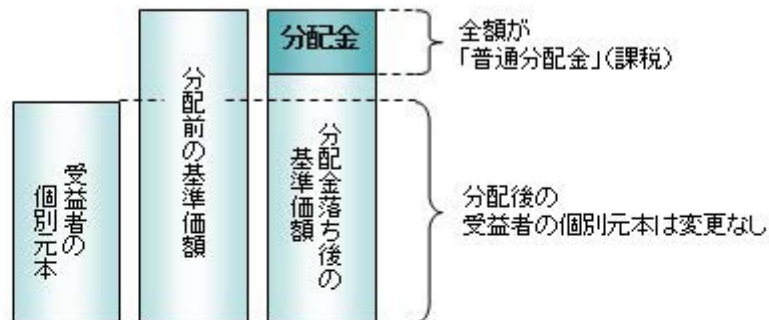 受益者の
個別元本
分配前の基準価額
分配金
分配金落ち後の
基準価額
全額が
「普通分配金」(課税)
分配後の
受益者の個別元本は変更なし